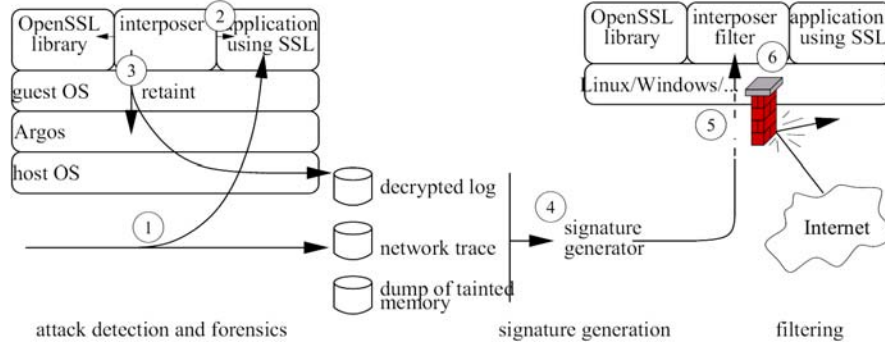 OpenSSL
library
interposer
2
application
using SSL
3
guest OS
retaint
Argos
host OS
1
decrypted log
network trace
dump of tainted
memory
attack detection and forensics
4
signature
generator
signature generation
OpenSSL
library
interposer
filter
application
using SSL
6
Linux/Windows/...
5
Internet
filtering